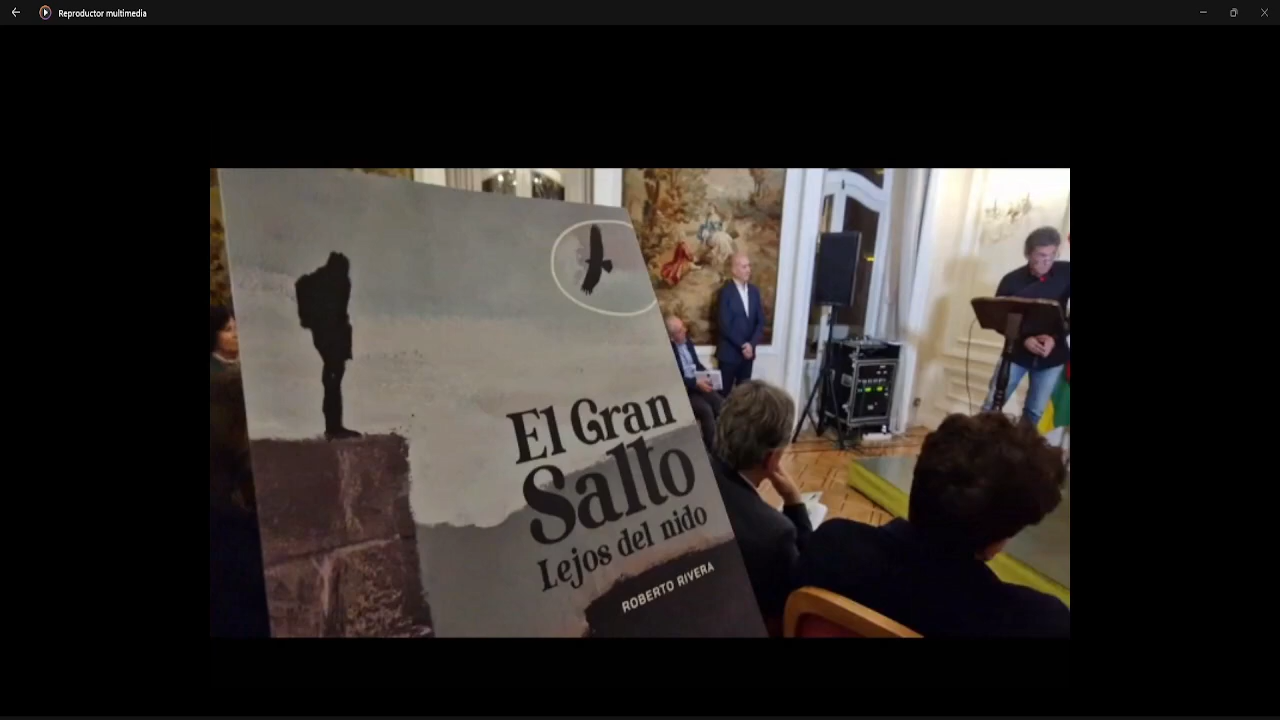 Reproductor multimedia
El Gran
Salto
Lejos del nido
ROBERTO RIVERA